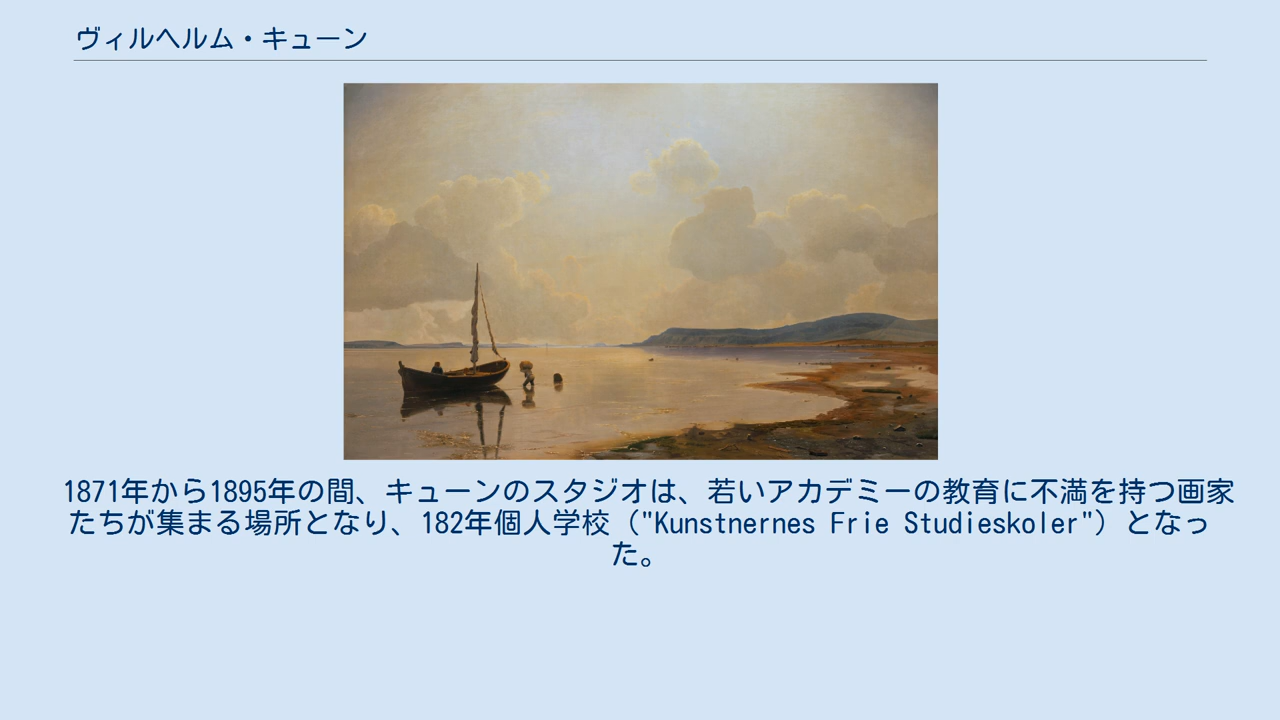 ヴィルヘルム・キューン
1871年から1895年の間、キューンのスタジオは、若いアカデミーの教育に不満を持つ画家
たちが集まる場所となり、182年個人学校（"Kunstnernes Frie Studieskoler"）となっ
た。